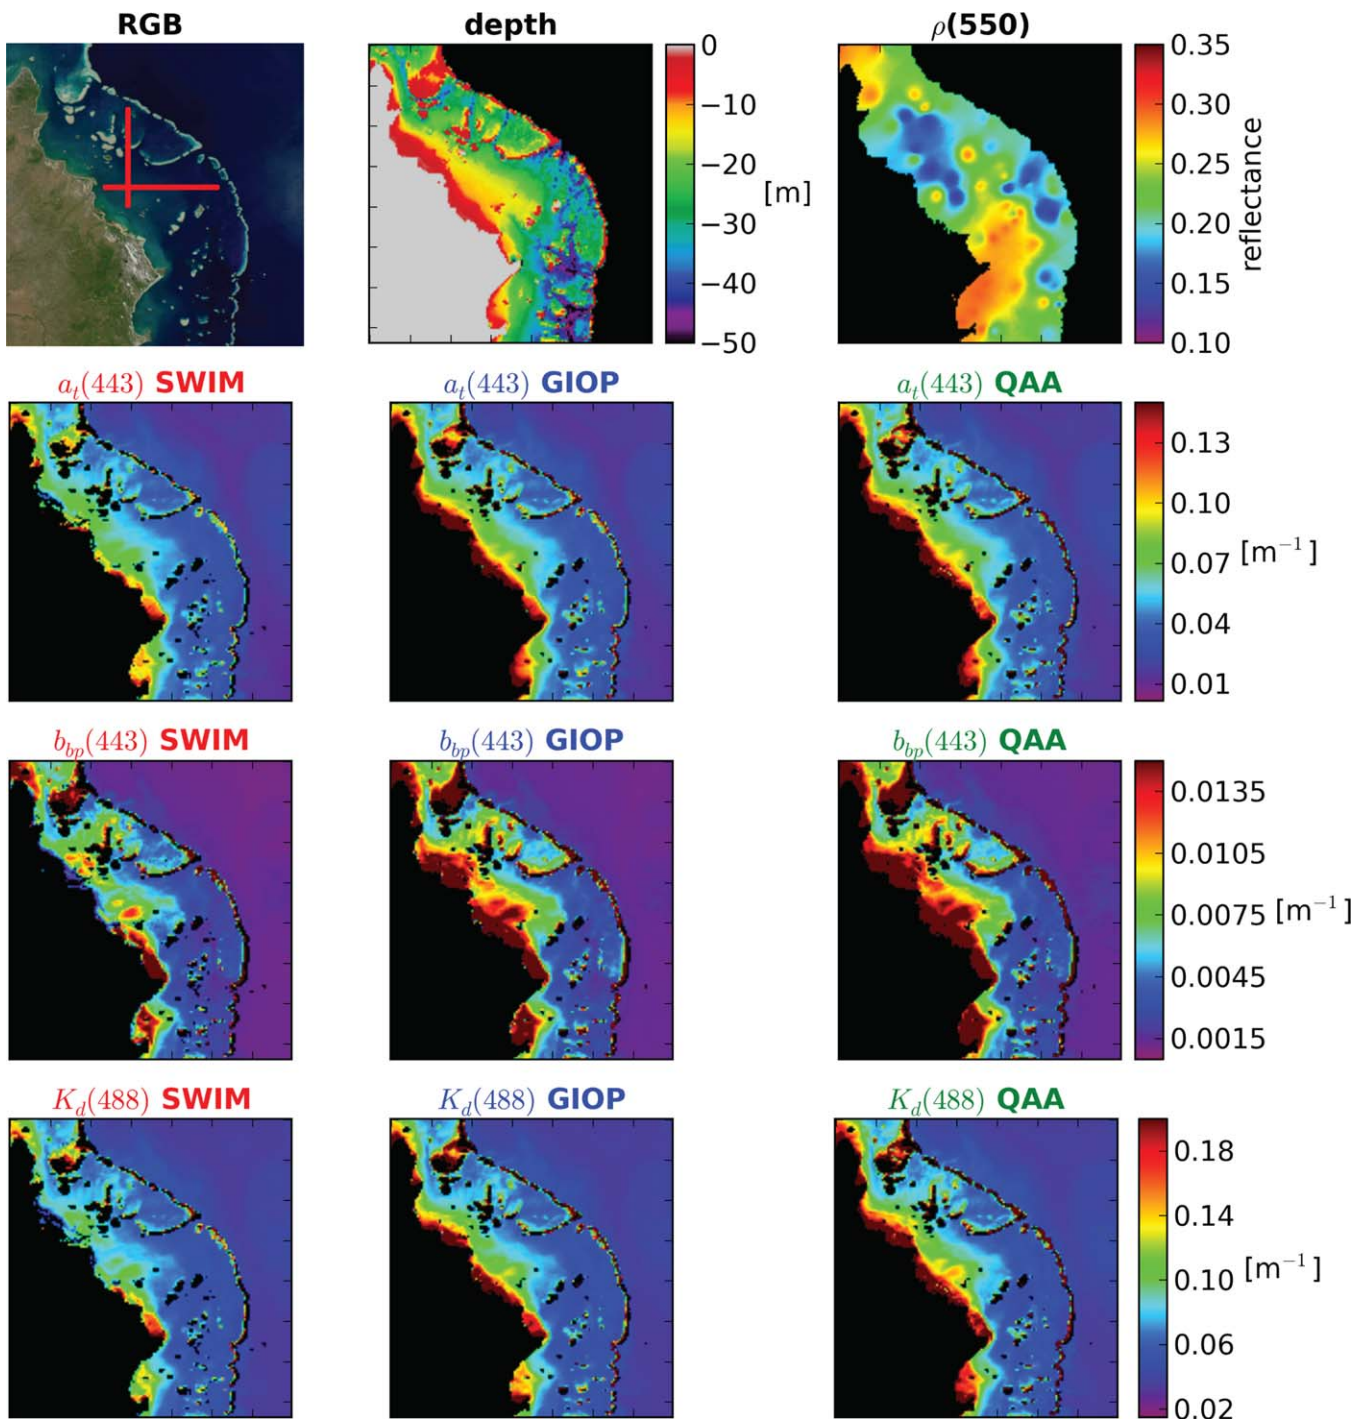 RGB
depth
ρ(550)
0
−10
−20
−30
−40
−50
[m]
0.35
0.30
0.25
0.20
0.15
0.10
reflectance
a_t(443) SWIM
a_t(443) GIOP
a_t(443) QAA
0.13
0.10
0.07
0.04
0.01
[m⁻¹]
b_bp(443) SWIM
b_bp(443) GIOP
b_bp(443) QAA
0.0135
0.0105
0.0075
0.0045
0.0015
[m⁻¹]
K_d(488) SWIM
K_d(488) GIOP
K_d(488) QAA
0.18
0.14
0.10
0.06
0.02
[m⁻¹]